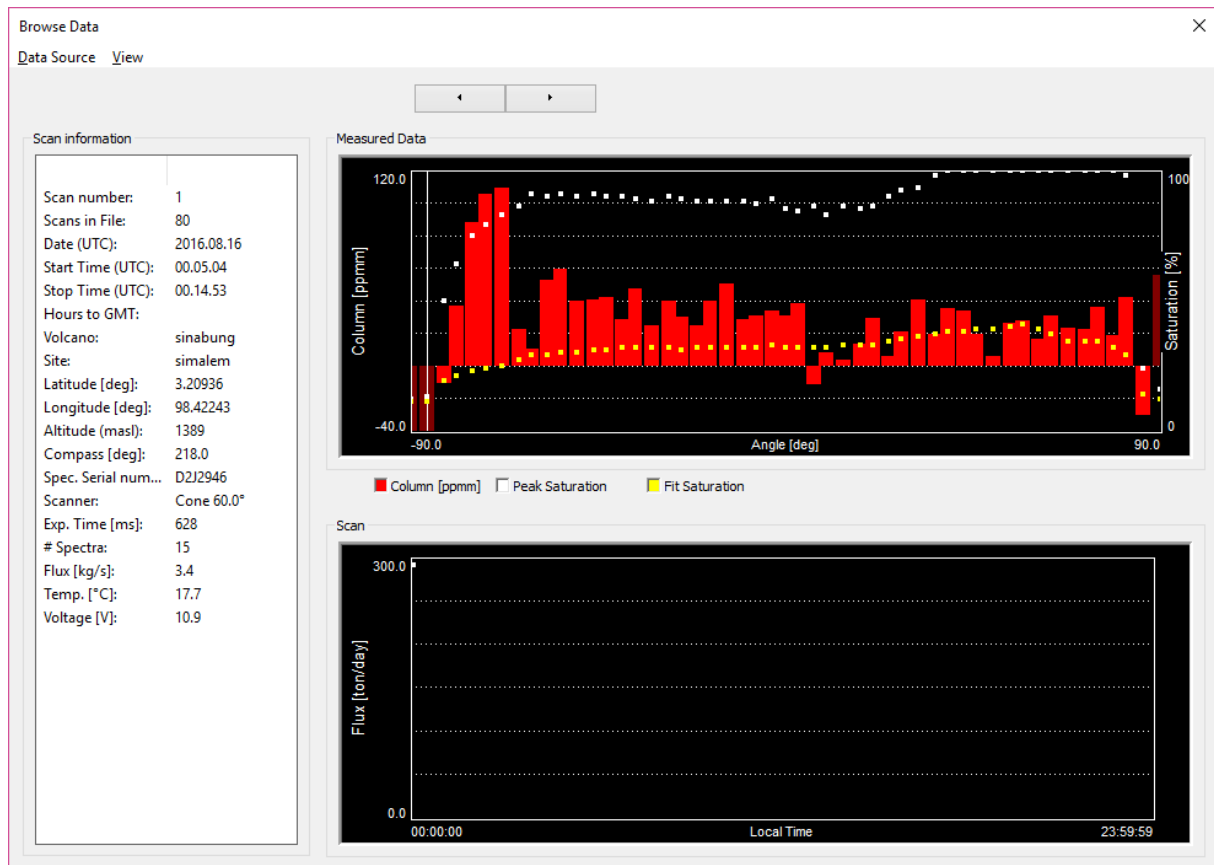 Browse Data
Data Source View
Scan information
Scan number: 1
Scans in File: 80
Date (UTC): 2016.08.16
Start Time (UTC): 00.05.04
Stop Time (UTC): 00.14.53
Hours to GMT:
Volcano: sinabung
Site: simalem
Latitude [deg]: 3.20936
Longitude [deg]: 98.42243
Altitude (masl): 1389
Compass [deg]: 218.0
Spec. Serial num... D2J2946
Scanner: Cone 60.0°
Exp. Time [ms]: 628
# Spectra: 15
Flux [kg/s]: 3.4
Temp. [°C]: 17.7
Voltage [V]: 10.9
Measured Data
120.0
100
Column [ppmm]
Saturation [%]
-40.0
0
-90.0
Angle [deg]
90.0
Column [ppmm] Peak Saturation Fit Saturation
Scan
300.0
Flux [ton/day]
0.0
00:00:00
Local Time
23:59:59